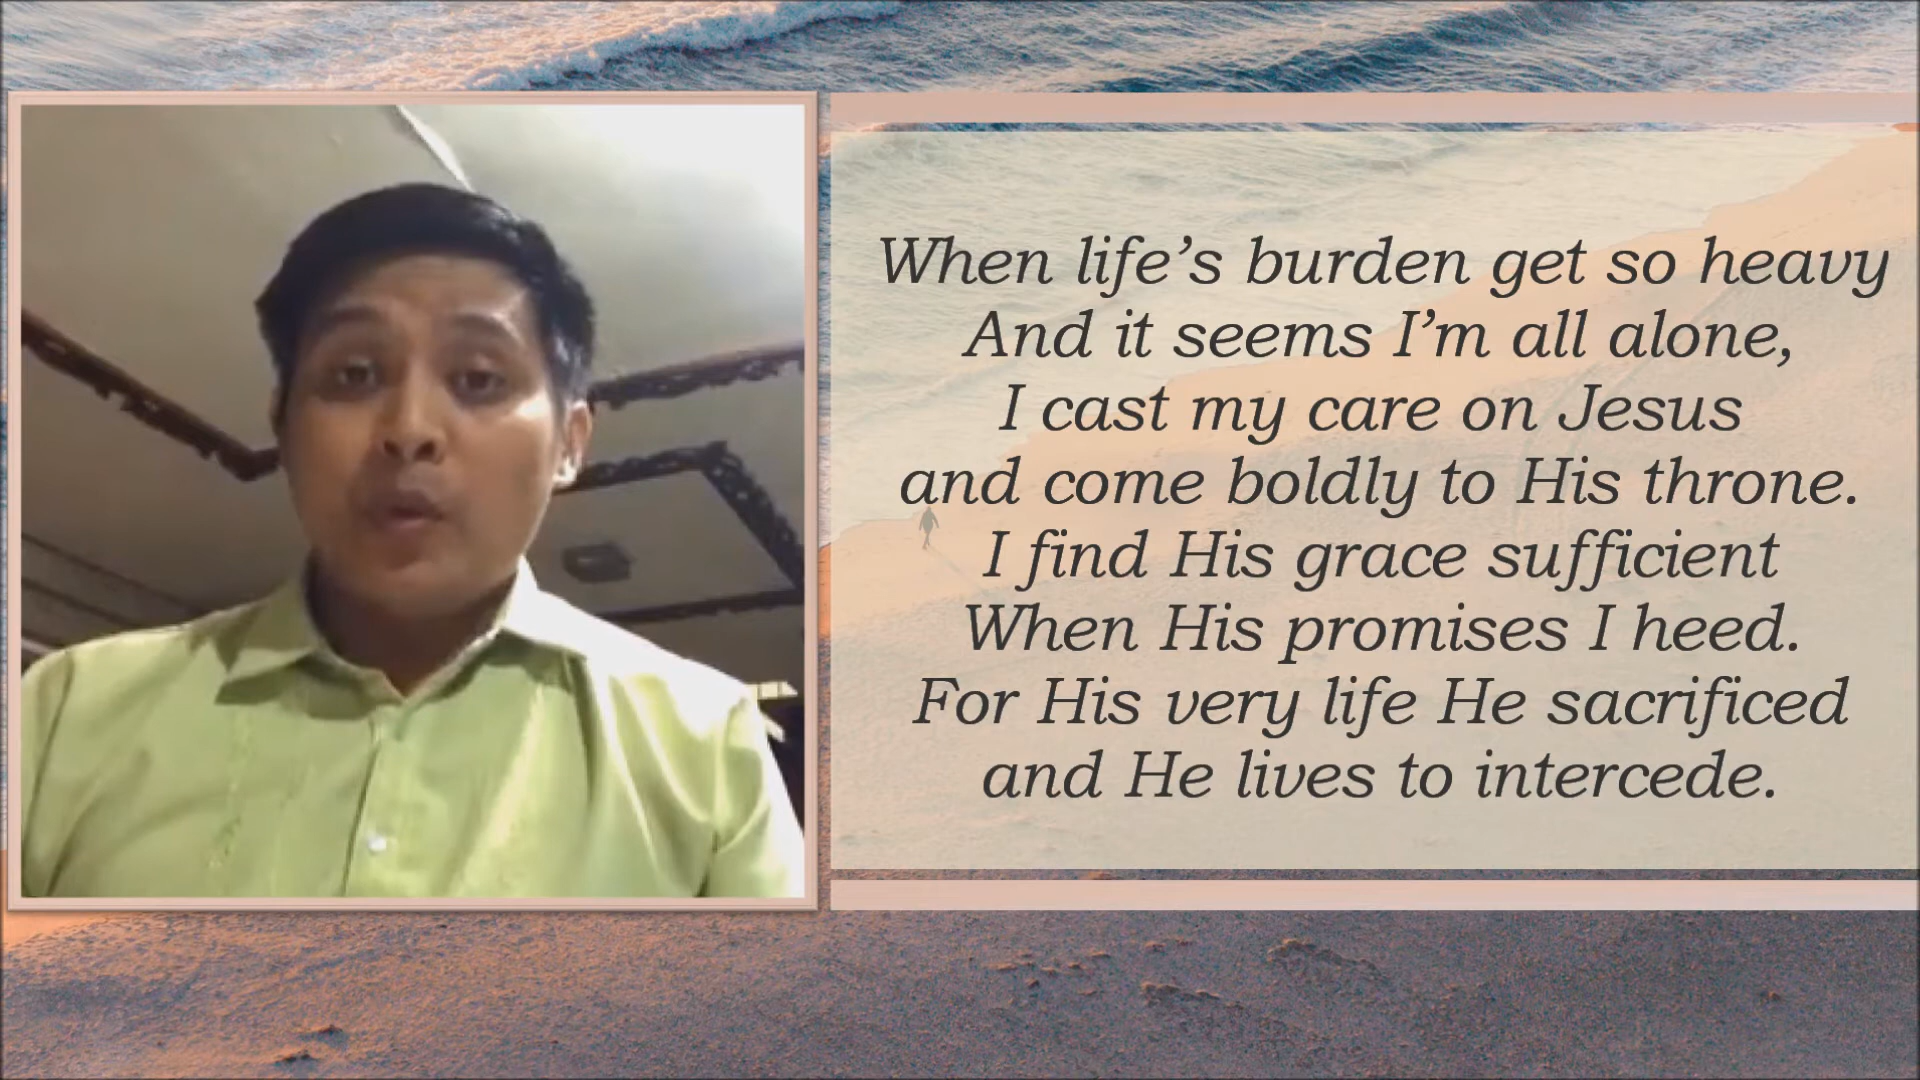 When life’s burden get so heavy
And it seems I’m all alone,
I cast my care on Jesus
and come boldly to His throne.
I find His grace sufficient
When His promises I heed.
For His very life He sacrificed
and He lives to intercede.